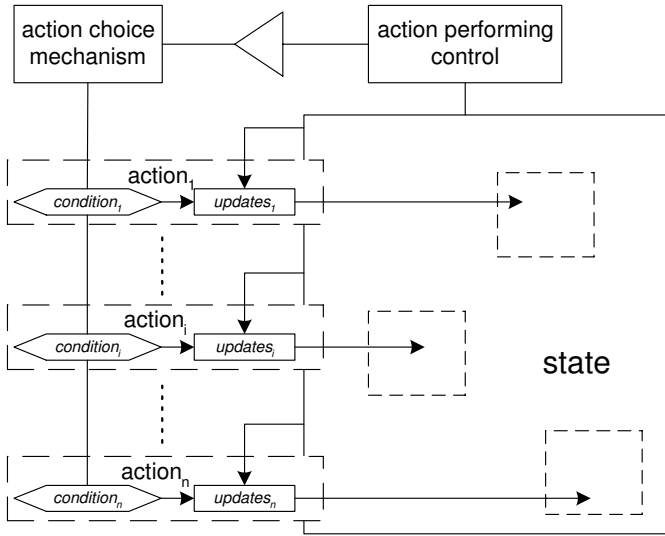 action choice
mechanism
action performing
control
action₁
condition₁
updates₁
actionᵢ
conditionᵢ
updatesᵢ
state
actionₙ
conditionₙ
updatesₙ